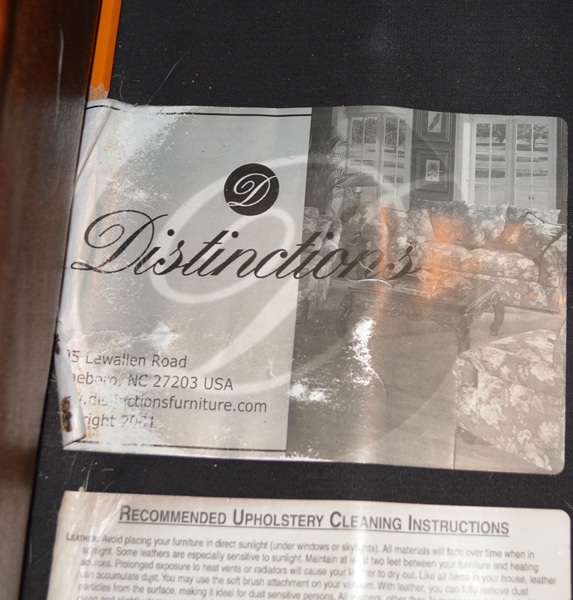 D
Distinctions
5 Lewallen Road
eboro, NC 27203 USA
.distinctionsfurniture.com
right 2001
RECOMMENDED UPHOLSTERY CLEANING INSTRUCTIONS
LEATHER: Avoid placing your furniture in direct sunlight (under windows or skylights). All materials will fade over time when in
sunlight. Some leathers are especially sensitive to sunlight. Maintain at least two feet between your furniture and heating
sources. Prolonged exposure to heat vents or radiators will cause your leather to dry out. Like all items in your house, leather
can accumulate dust. You may use the soft brush attachment on your vacuum. With leather, you can fully remove dust
particles from the surface, making it ideal for dust sensitive persons. All